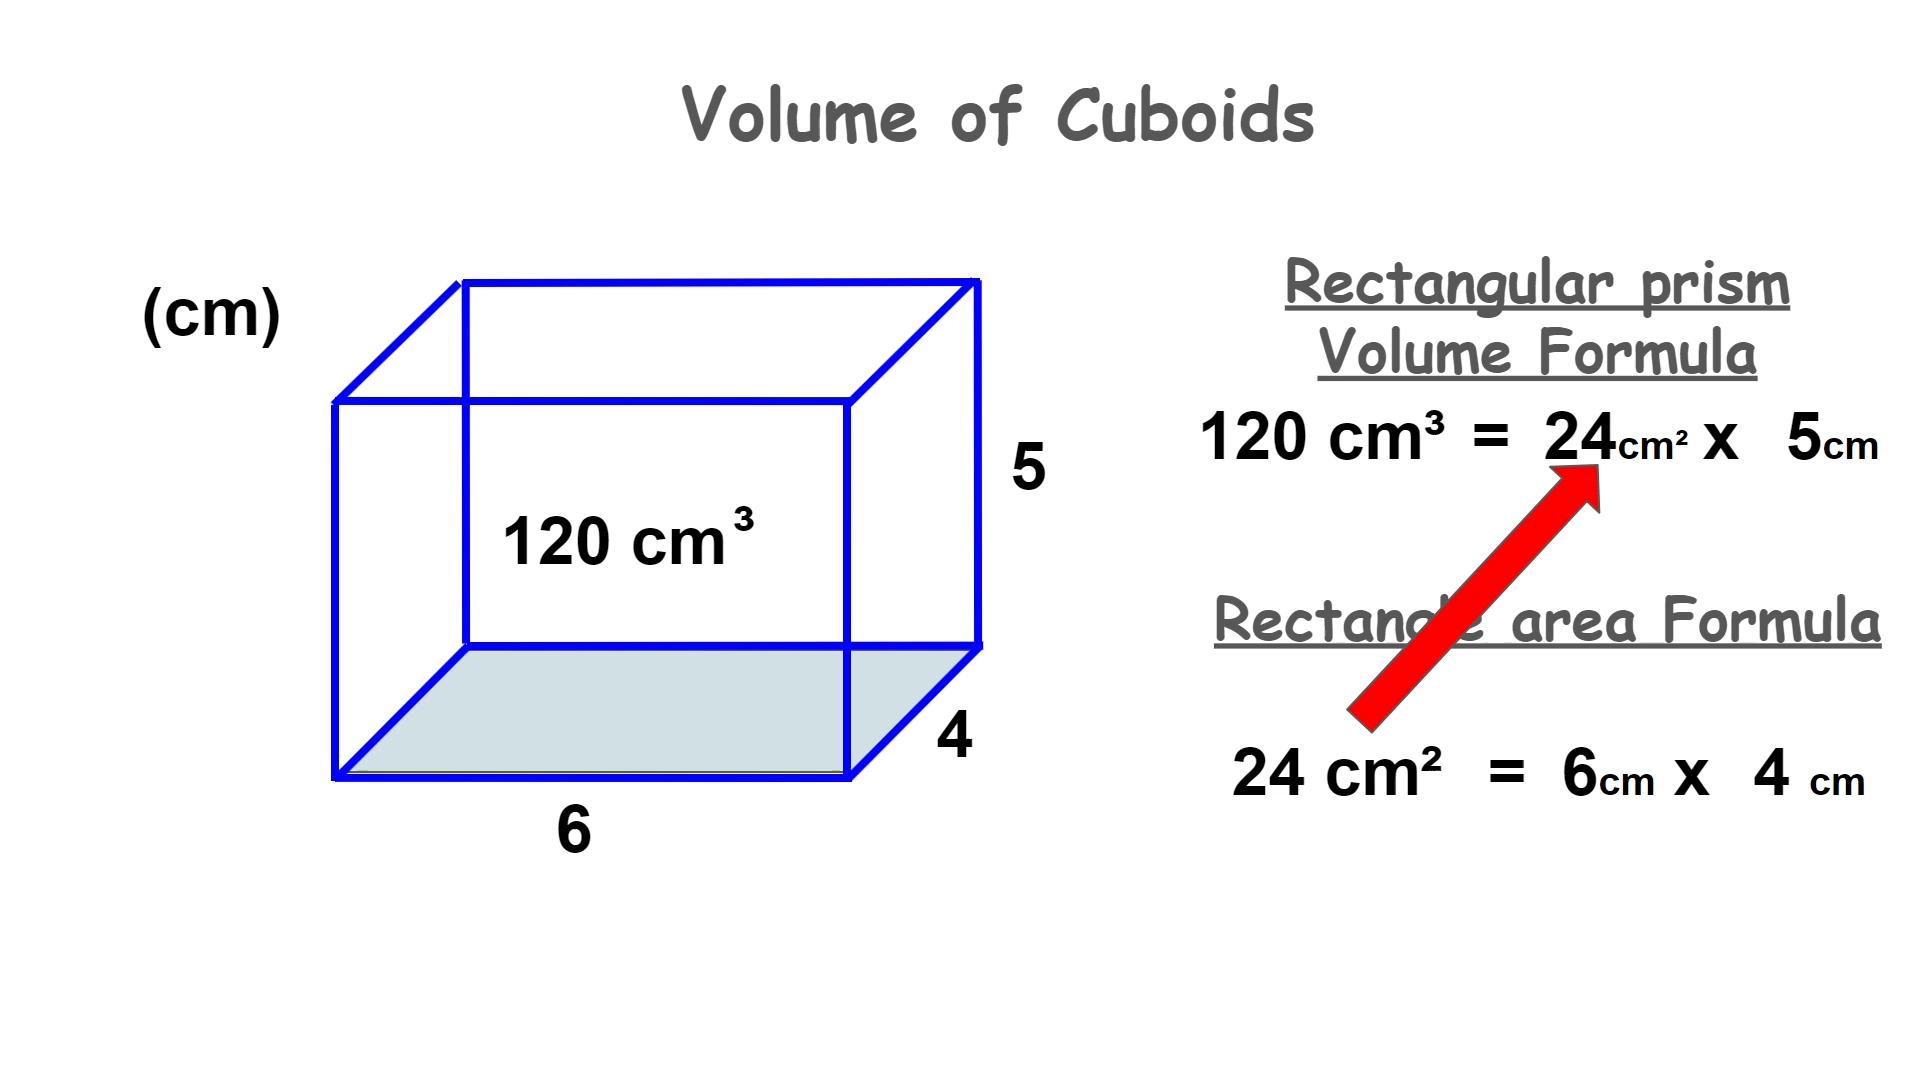 Volume of Cuboids
(cm)
120 cm³
5
4
6
Rectangular prism
Volume Formula
120 cm³ = 24cm² x 5cm
area Formula
24 cm² = 6cm x 4 cm